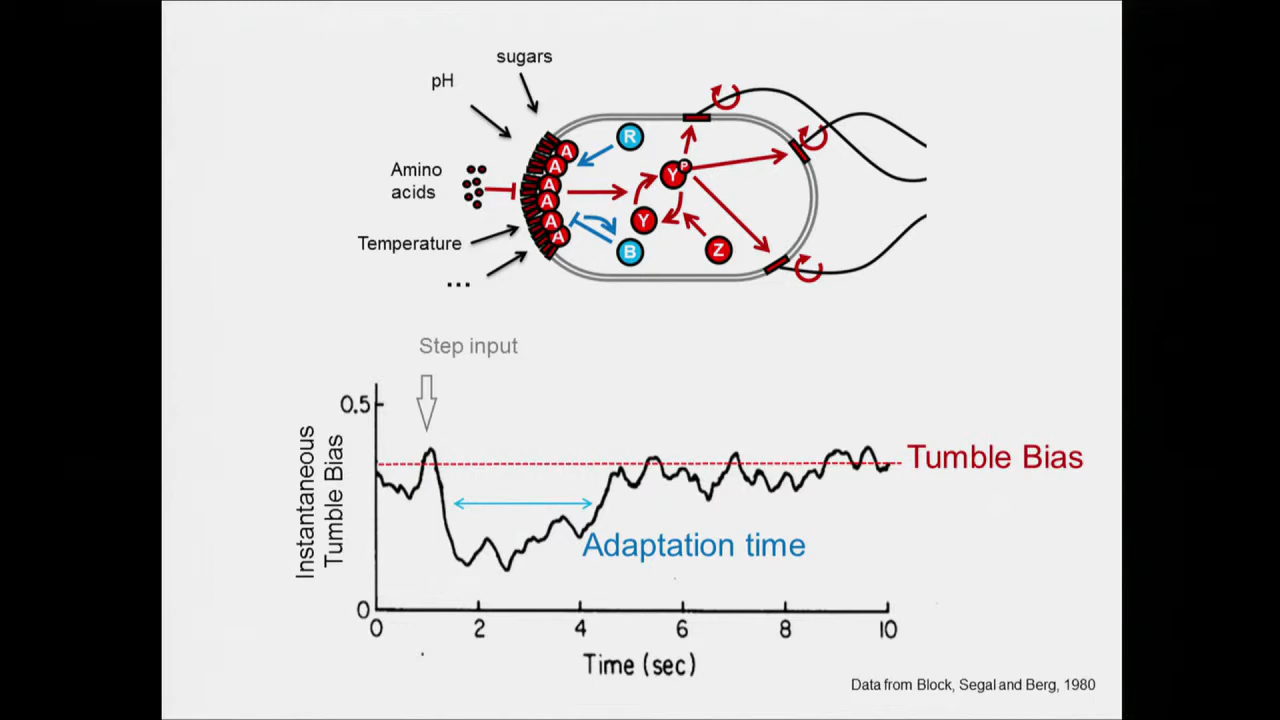 sugars
pH
Amino
acids
Temperature
...
A
A
A
A
A
A
R
B
Y
Y
P
Z
Step input
0.5
0
Instantaneous
Tumble Bias
Tumble Bias
Adaptation time
0 2 4 6 8 10
Time (sec)
Data from Block, Segal and Berg, 1980